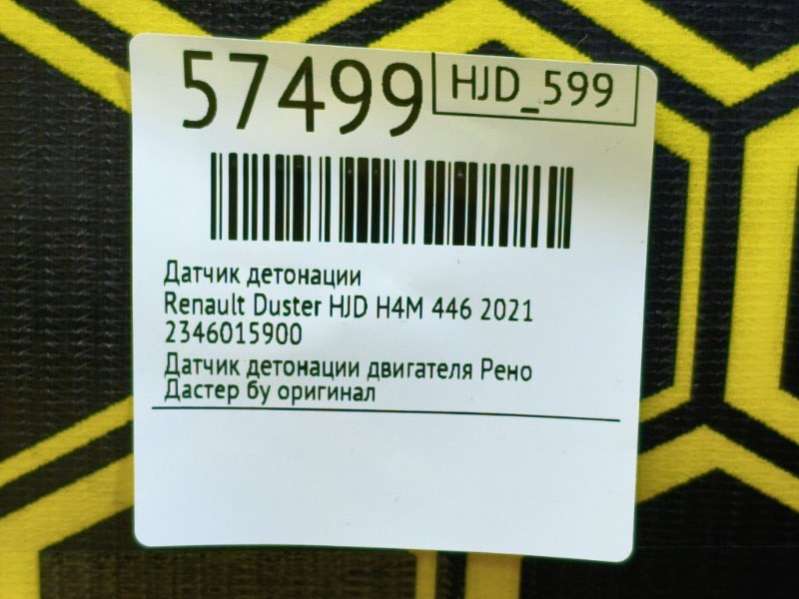 57499
HJD_599
Датчик детонации
Renault Duster HJD H4M 446 2021
2346015900
Датчик детонации двигателя Рено
Дастер бу оригинал